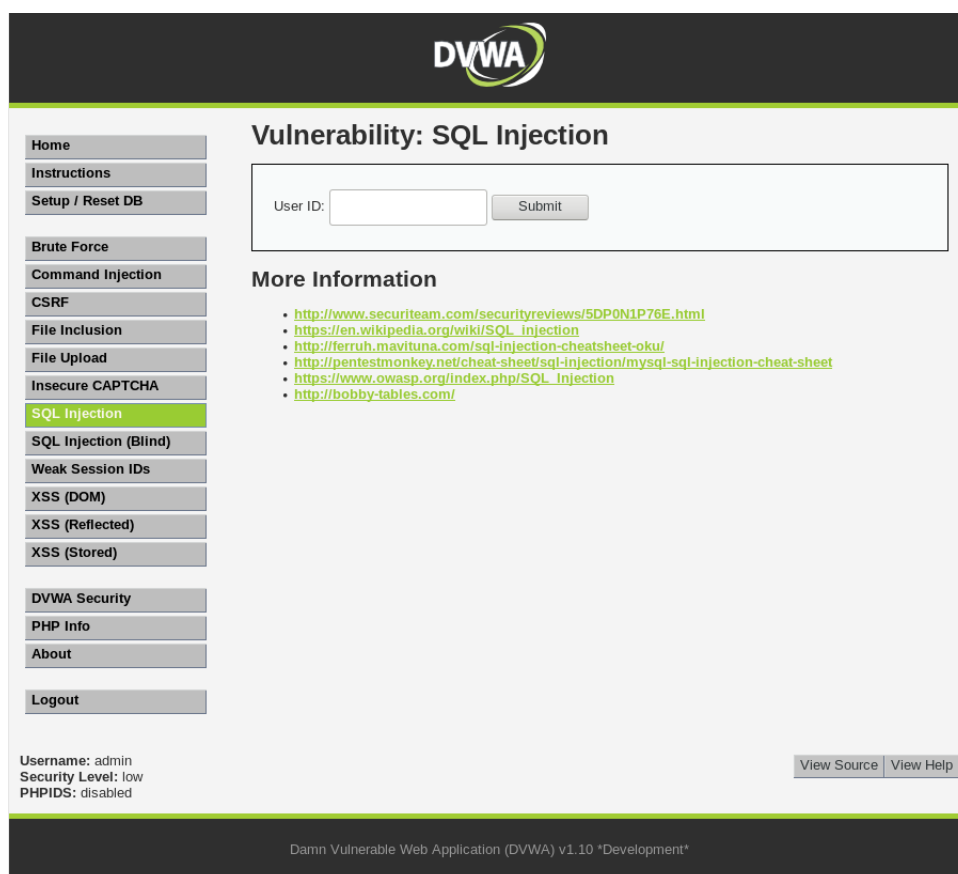 DVWA
Home
Instructions
Setup / Reset DB
Brute Force
Command Injection
CSRF
File Inclusion
File Upload
Insecure CAPTCHA
SQL Injection
SQL Injection (Blind)
Weak Session IDs
XSS (DOM)
XSS (Reflected)
XSS (Stored)
DVWA Security
PHP Info
About
Logout
Vulnerability: SQL Injection
User ID: Submit
More Information
• http://www.securiteam.com/securityreviews/5DP0N1P76E.html
• https://en.wikipedia.org/wiki/SQL_injection
• http://ferruh.mavituna.com/sql-injection-cheatsheet-oku/
• http://pentestmonkey.net/cheat-sheet/sql-injection/mysql-sql-injection-cheat-sheet
• https://www.owasp.org/index.php/SQL_Injection
• http://bobby-tables.com/
Username: admin
Security Level: low
PHPIDS: disabled
View Source View Help
Damn Vulnerable Web Application (DVWA) v1.10 *Development*